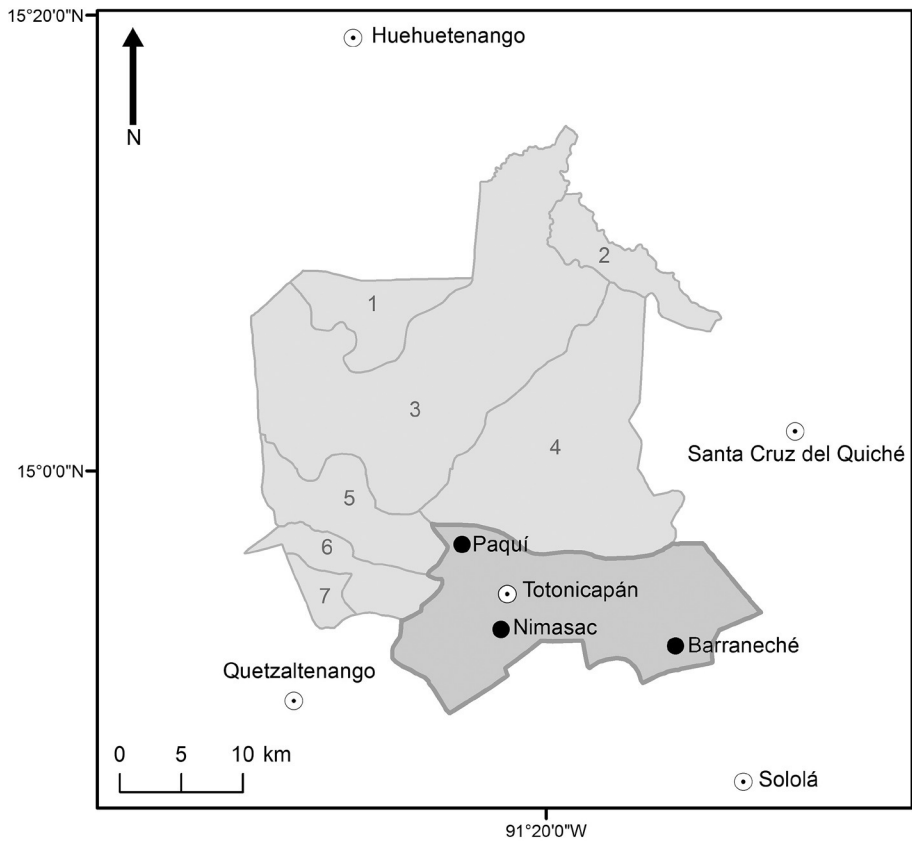 15°20'0"N
Huehuetenango
N
2
1
3
Santa Cruz del Quiché
4
15°0'0"N
5
Paquí
6
Totonicapán
7
Nimasac
Barraneché
Quetzaltenango
0 5 10 km
Sololá
91°20'0"W